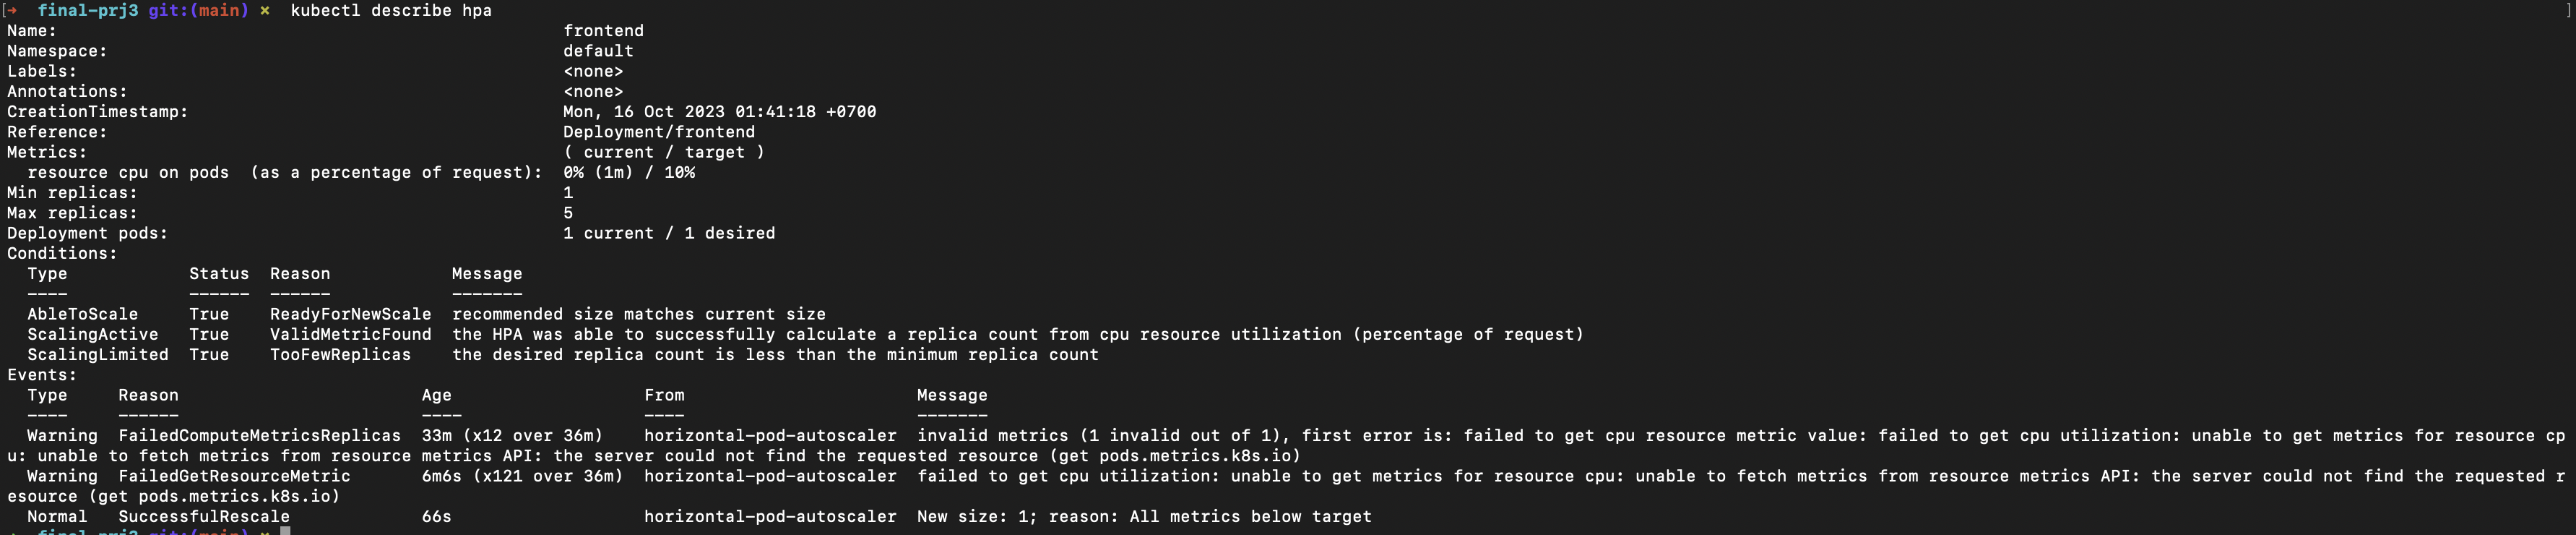 [➜  final-prj3 git:(main) ✗  kubectl describe hpa ]
Name:                                                  frontend
Namespace:                                             default
Labels:                                                <none>
Annotations:                                           <none>
CreationTimestamp:                                     Mon, 16 Oct 2023 01:41:18 +0700
Reference:                                             Deployment/frontend
Metrics:                                               ( current / target )
  resource cpu on pods  (as a percentage of request):  0% (1m) / 10%
Min replicas:                                          1
Max replicas:                                          5
Deployment pods:                                       1 current / 1 desired
Conditions:
  Type            Status  Reason            Message
  ----            ------  ------            -------
  AbleToScale     True    ReadyForNewScale  recommended size matches current size
  ScalingActive   True    ValidMetricFound  the HPA was able to successfully calculate a replica count from cpu resource utilization (percentage of request)
  ScalingLimited  True    TooFewReplicas    the desired replica count is less than the minimum replica count
Events:
  Type     Reason                        Age                   From                       Message
  ----     ------                        ----                  ----                       -------
  Warning  FailedComputeMetricsReplicas  33m (x12 over 36m)    horizontal-pod-autoscaler  invalid metrics (1 invalid out of 1), first error is: failed to get cpu resource metric value: failed to get cpu utilization: unable to get metrics for resource cp
u: unable to fetch metrics from resource metrics API: the server could not find the requested resource (get pods.metrics.k8s.io)
  Warning  FailedGetResourceMetric       6m6s (x121 over 36m)  horizontal-pod-autoscaler  failed to get cpu utilization: unable to get metrics for resource cpu: unable to fetch metrics from resource metrics API: the server could not find the requested r
esource (get pods.metrics.k8s.io)
  Normal   SuccessfulRescale             66s                   horizontal-pod-autoscaler  New size: 1; reason: All metrics below target
➜  final-prj3 git:(main) ✗